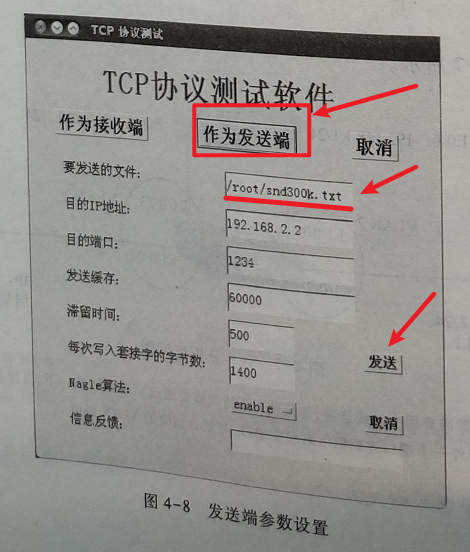 TCP 协议测试
TCP协议测试软件
作为接收端 作为发送端 取消
要发送的文件: /root/snd300k.txt
目的IP地址: 192.168.2.2
目的端口: 1234
发送缓存: 60000
滞留时间: 500
每次写入套接字的字节数: 1400 发送
Nagle算法: enable
信息反馈: 取消
图 4-8 发送端参数设置